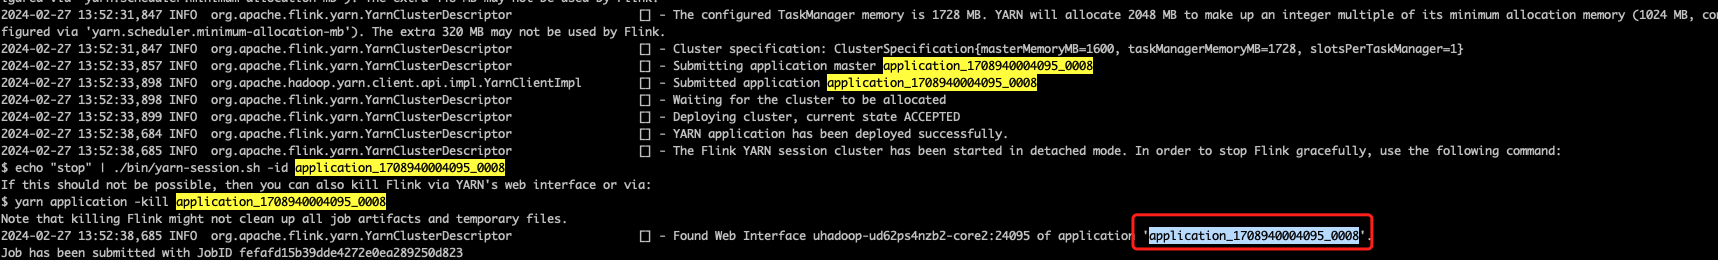 2024-02-27 13:52:31,847 INFO  org.apache.flink.yarn.YarnClusterDescriptor [] - The configured TaskManager memory is 1728 MB. YARN will allocate 2048 MB to make up an integer multiple of its minimum allocation memory (1024 MB, con
figured via 'yarn.scheduler.minimum-allocation-mb'). The extra 320 MB may not be used by Flink.
2024-02-27 13:52:31,847 INFO  org.apache.flink.yarn.YarnClusterDescriptor [] - Cluster specification: ClusterSpecification{masterMemoryMB=1600, taskManagerMemoryMB=1728, slotsPerTaskManager=1}
2024-02-27 13:52:33,857 INFO  org.apache.flink.yarn.YarnClusterDescriptor [] - Submitting application master application_1708940004095_0008
2024-02-27 13:52:33,898 INFO  org.apache.hadoop.yarn.client.api.impl.YarnClientImpl [] - Submitted application application_1708940004095_0008
2024-02-27 13:52:33,898 INFO  org.apache.flink.yarn.YarnClusterDescriptor [] - Waiting for the cluster to be allocated
2024-02-27 13:52:33,899 INFO  org.apache.flink.yarn.YarnClusterDescriptor [] - Deploying cluster, current state ACCEPTED
2024-02-27 13:52:38,684 INFO  org.apache.flink.yarn.YarnClusterDescriptor [] - YARN application has been deployed successfully.
2024-02-27 13:52:38,685 INFO  org.apache.flink.yarn.YarnClusterDescriptor [] - The Flink YARN session cluster has been started in detached mode. In order to stop Flink gracefully, use the following command:
$ echo "stop" | ./bin/yarn-session.sh -id application_1708940004095_0008
If this should not be possible, then you can also kill Flink via YARN's web interface or via:
$ yarn application -kill application_1708940004095_0008
Note that killing Flink might not clean up all job artifacts and temporary files.
2024-02-27 13:52:38,685 INFO  org.apache.flink.yarn.YarnClusterDescriptor [] - Found Web Interface uhadoop-ud62ps4nzb2-core2:24095 of application 'application_1708940004095_0008'.
Job has been submitted with JobID fefafd15b39dde4272e0ea289250d823